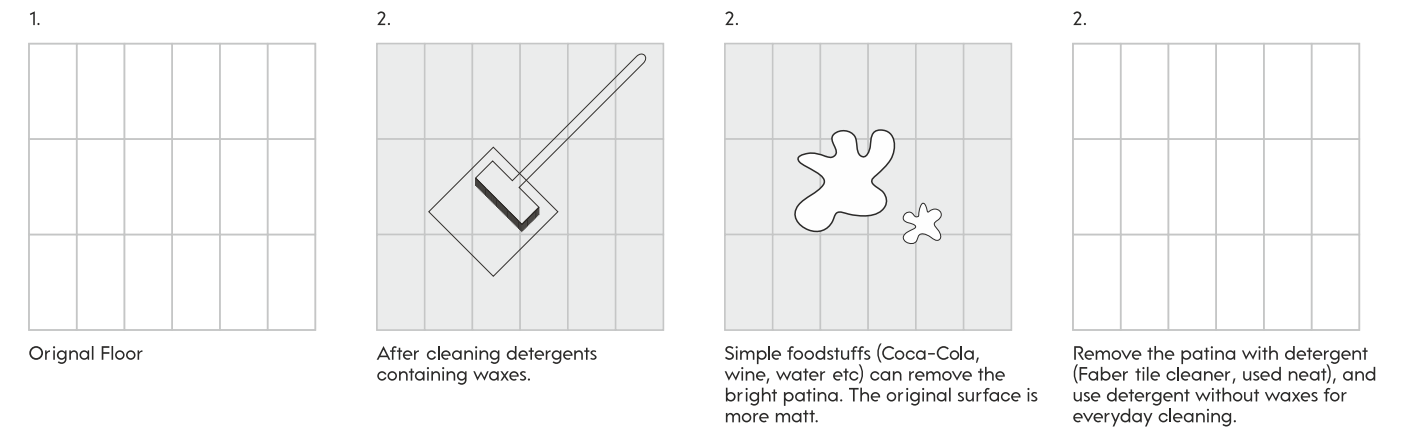 1.
2.
2.
2.
Orignal Floor
After cleaning detergents
containing waxes.
Simple foodstuffs (Coca-Cola,
wine, water etc) can remove the
bright patina. The original surface is
more matt.
Remove the patina with detergent
(Faber tile cleaner, used neat), and
use detergent without waxes for
everyday cleaning.